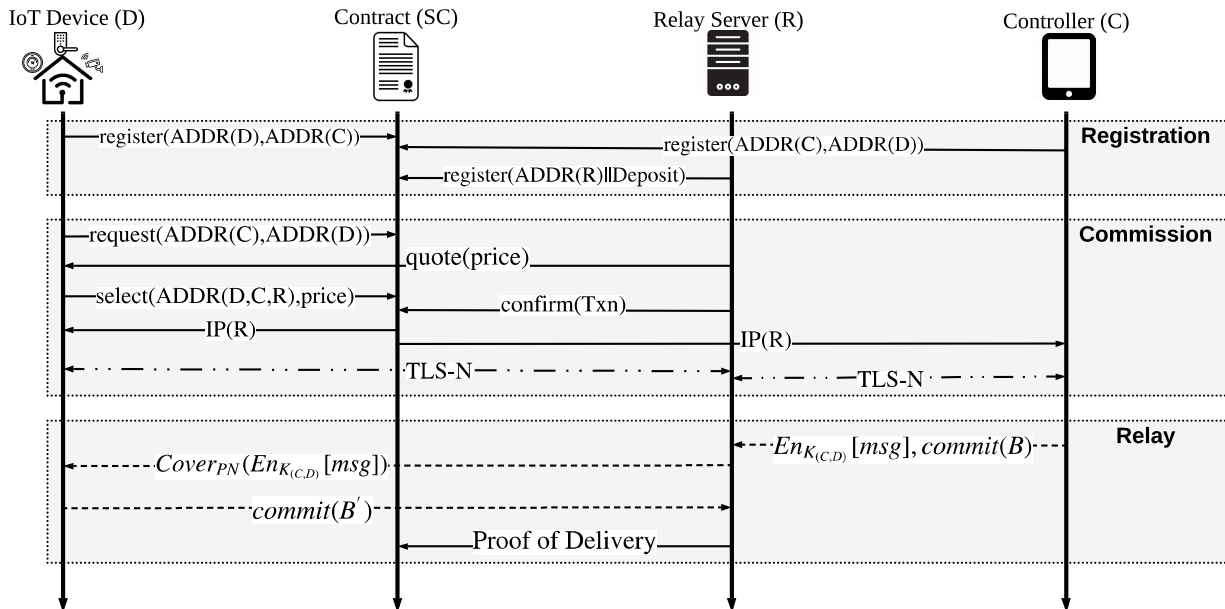 IoT Device (D)
Contract (SC)
Relay Server (R)
Controller (C)
Registration
register(ADDR(D),ADDR(C))
register(ADDR(C),ADDR(D))
register(ADDR(R)||Deposit)
Commission
request(ADDR(C),ADDR(D))
quote(price)
select(ADDR(D,C,R),price)
confirm(Txn)
IP(R)
IP(R)
TLS-N
TLS-N
Relay
En_{K_{(C,D)}}[msg], commit(B)
Cover_{PN}(En_{K_{(C,D)}}[msg])
commit(B')
Proof of Delivery